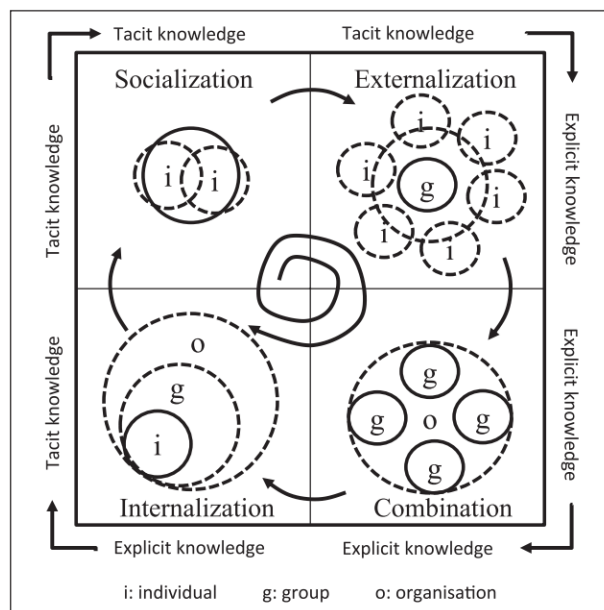 Tacit knowledge Tacit knowledge
Socialization Externalization
Tacit knowledge
Explicit knowledge
i i
i
i
i
i
i
i
g
Tacit knowledge
Explicit knowledge
o
g
i
g
g
o
g
g
Internalization Combination
Explicit knowledge Explicit knowledge
i: individual g: group o: organisation